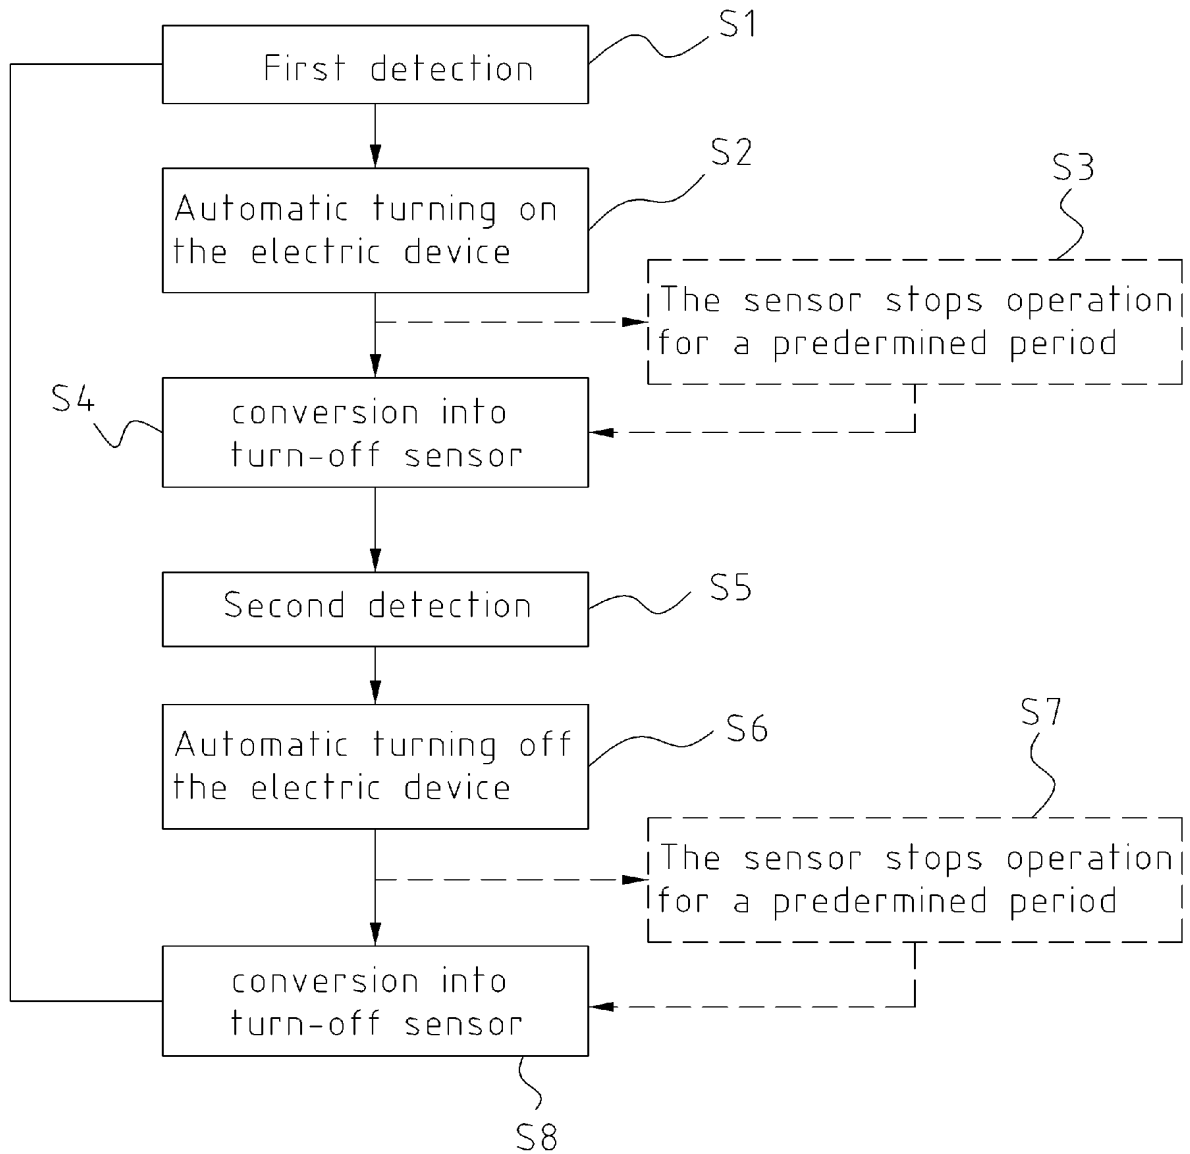 S1
First detection
S2
Automatic turning on
the electric device
S3
The sensor stops operation
for a predermined period
S4
conversion into
turn-off sensor
S5
Second detection
S6
Automatic turning off
the electric device
S7
The sensor stops operation
for a predermined period
conversion into
turn-off sensor
S8